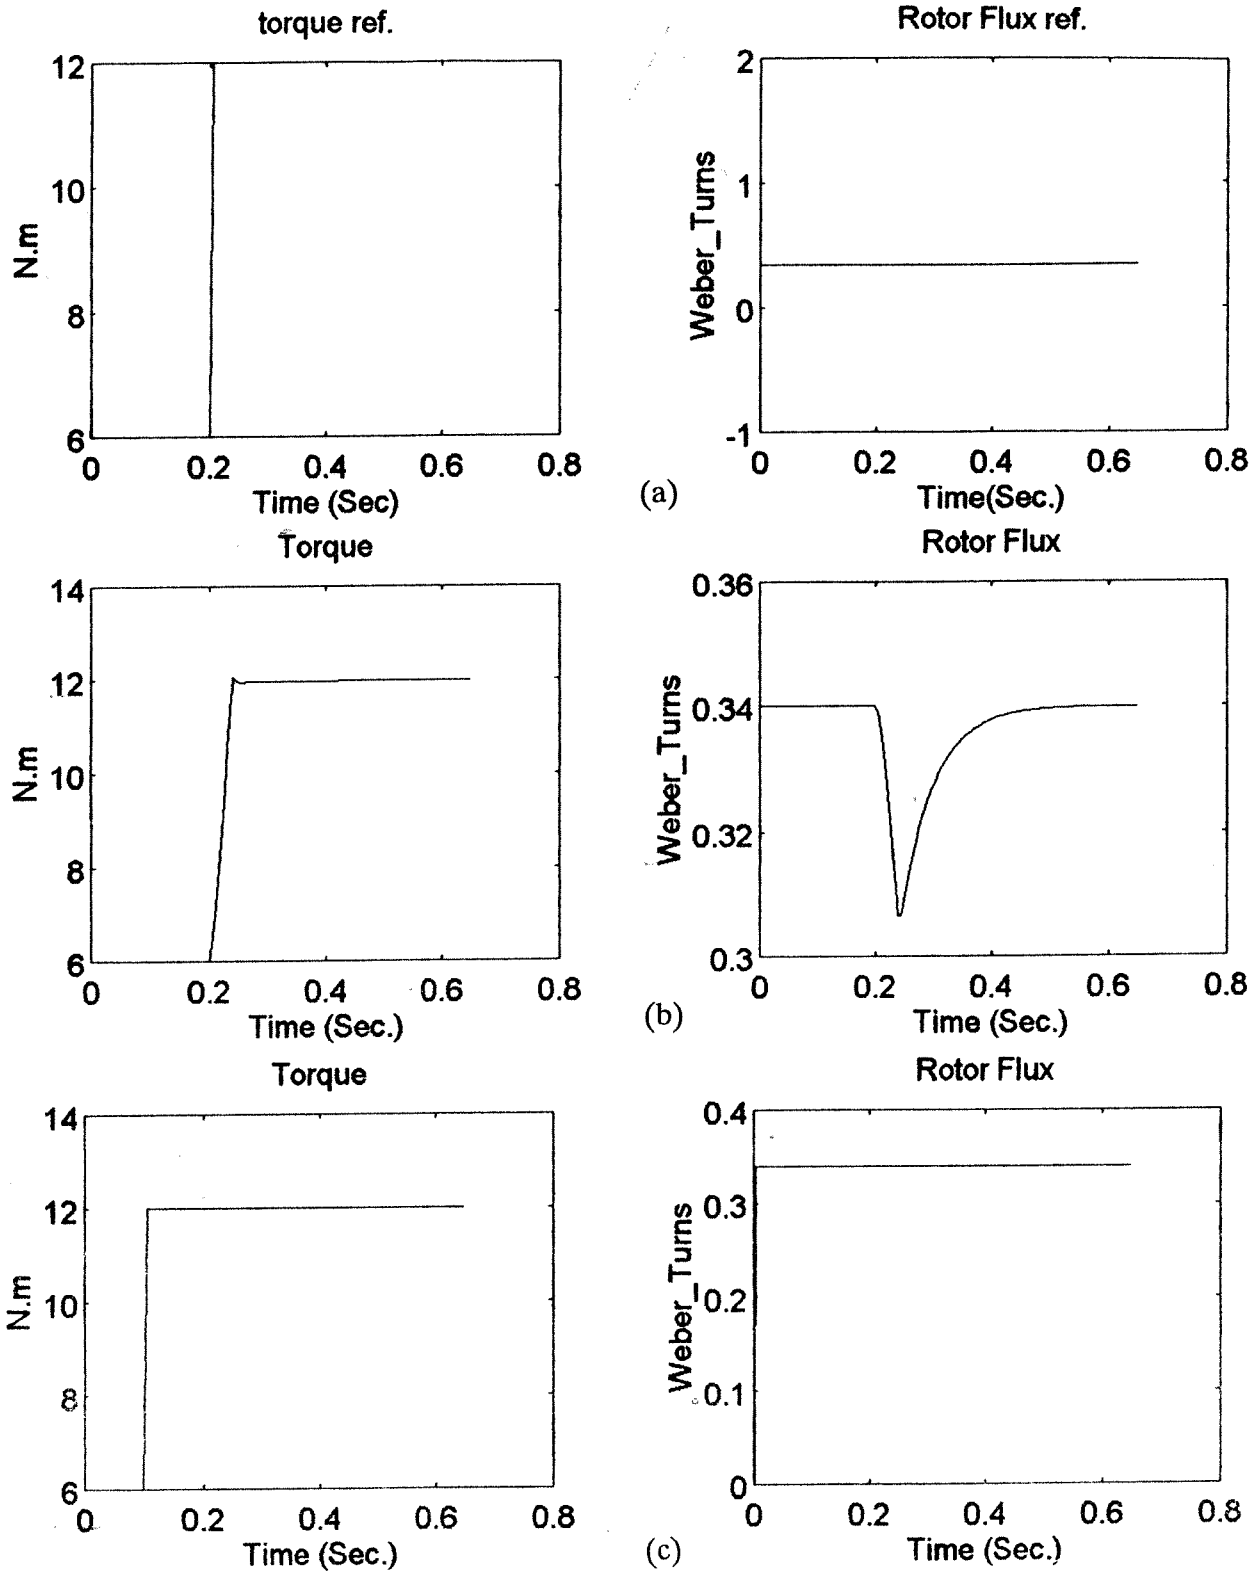 torque ref.
12
10
8
6
N.m
0 0.2 0.4 0.6 0.8
Time (Sec)
Rotor Flux ref.
2
1
0
-1
Weber_Turns
0 0.2 0.4 0.6 0.8
Time(Sec.)
(a)
Torque
14
12
10
8
6
N.m
0 0.2 0.4 0.6 0.8
Time (Sec.)
Rotor Flux
0.36
0.34
0.32
0.3
Weber_Turns
0 0.2 0.4 0.6 0.8
Time (Sec.)
(b)
Torque
14
12
10
8
6
N.m
0 0.2 0.4 0.6 0.8
Time (Sec.)
Rotor Flux
0.4
0.3
0.2
0.1
0
Weber_Turns
0 0.2 0.4 0.6 0.8
Time (Sec.)
(c)